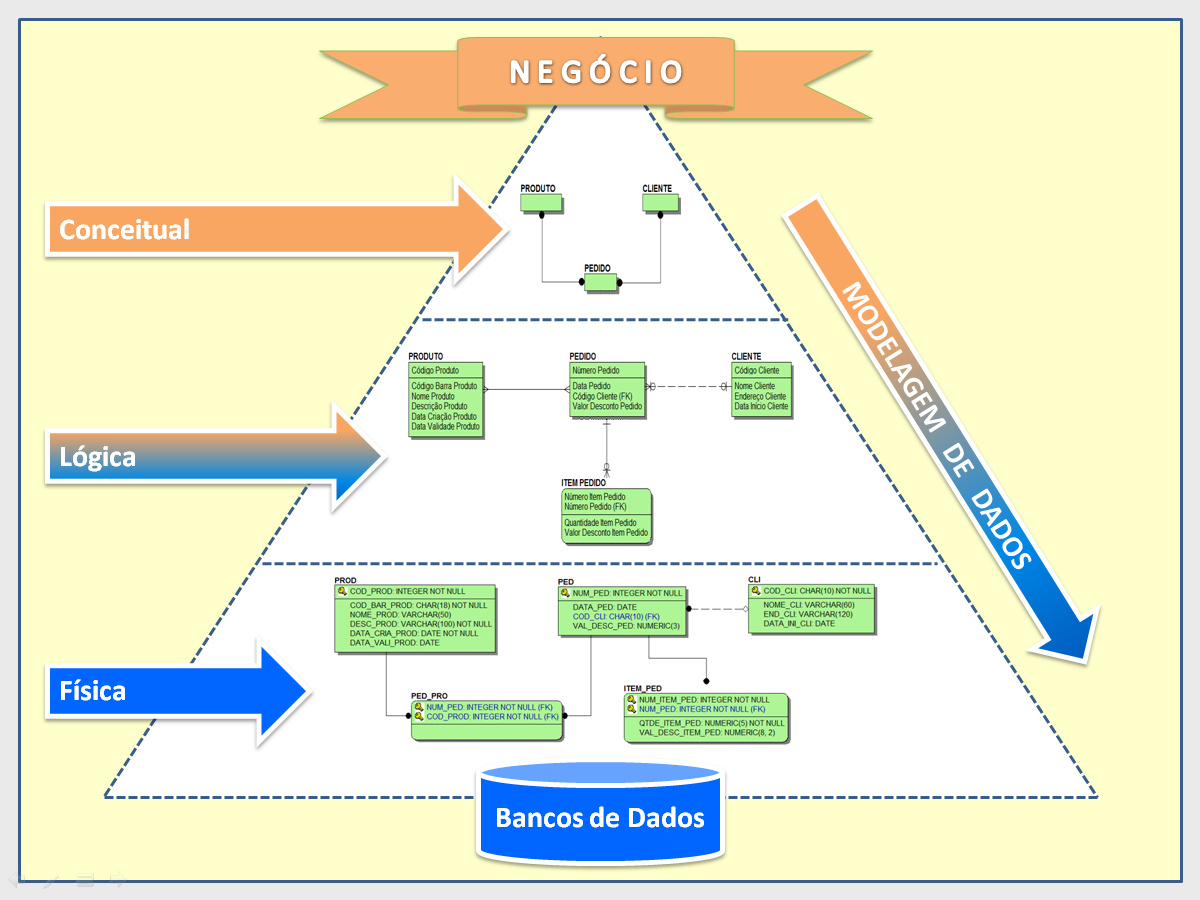 NEGÓCIO
Conceitual
PRODUTO
CLIENTE
PEDIDO
MODELAGEM DE DADOS
Lógica
PRODUTO
Código Produto
Código Barra Produto
Nome Produto
Descrição Produto
Data Criação Produto
Data Validade Produto
PEDIDO
Número Pedido
Data Pedido
Código Cliente (FK)
Valor Desconto Pedido
CLIENTE
Código Cliente
Nome Cliente
Endereço Cliente
Data Início Cliente
ITEM PEDIDO
Número Item Pedido
Número Pedido (FK)
Quantidade Item Pedido
Valor Desconto Item Pedido
Física
PROD
COD_PROD: INTEGER NOT NULL
COD_BAR_PROD: CHAR(18) NOT NULL
NOME_PROD: VARCHAR(50)
DESC_PROD: VARCHAR(100) NOT NULL
DATA_CRIA_PROD: DATE NOT NULL
DATA_VALI_PROD: DATE
PED
NUM_PED: INTEGER NOT NULL
DATA_PED: DATE
COD_CLI: CHAR(10) (FK)
VAL_DESC_PED: NUMERIC(3)
CLI
COD_CLI: CHAR(10) NOT NULL
NOME_CLI: VARCHAR(60)
END_CLI: VARCHAR(120)
DATA_INI_CLI: DATE
PED_PRO
NUM_PED: INTEGER NOT NULL (FK)
COD_PROD: INTEGER NOT NULL (FK)
ITEM_PED
NUM_ITEM_PED: INTEGER NOT NULL
NUM_PED: INTEGER NOT NULL (FK)
QTDE_ITEM_PED: NUMERIC(5) NOT NULL
VAL_DESC_ITEM_PED: NUMERIC(8, 2)
Bancos de Dados